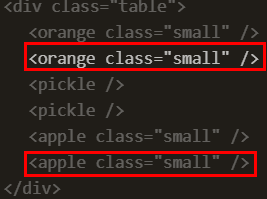 <div class="table">
<orange class="small" />
<orange class="small" />
<pickle />
<pickle />
<apple class="small" />
<apple class="small" />
</div>